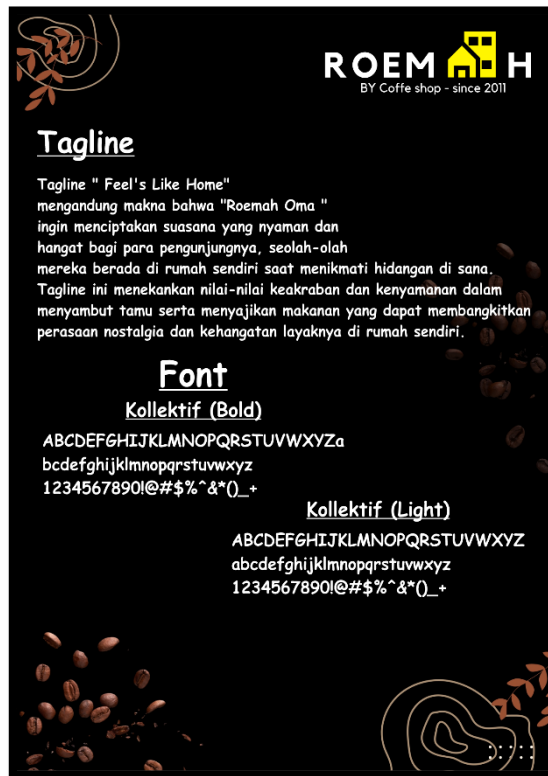 ROEM H
BY Coffe shop - since 2011
Tagline
Tagline " Feel's Like Home"
mengandung makna bahwa "Roemah Oma "
ingin menciptakan suasana yang nyaman dan
hangat bagi para pengunjungnya, seolah-olah
mereka berada di rumah sendiri saat menikmati hidangan di sana.
Tagline ini menekankan nilai-nilai keakraban dan kenyamanan dalam
menyambut tamu serta menyajikan makanan yang dapat membangkitkan
perasaan nostalgia dan kehangatan layaknya di rumah sendiri.
Font
Kollektif (Bold)
ABCDEFGHIJKLMNOPQRSTUVWXYZa
bcdefghijklmnopqrstuvwxyz
1234567890!@#$%^&*()_+
Kollektif (Light)
ABCDEFGHIJKLMNOPQRSTUVWXYZ
abcdefghijklmnopqrstuvwxyz
1234567890!@#$%^&*()_+